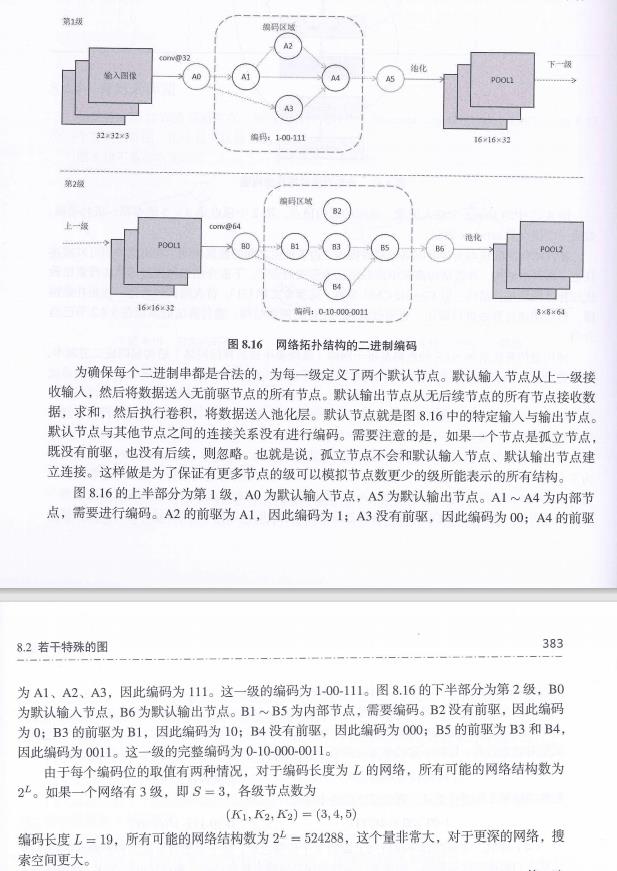 第1级
编码区域
A2
conv@32
池化
下一级
输入图像
A0
A1
A4
A5
POOL1
A3
编码：1-00-111
32×32×3
16×16×32
第2级
编码区域
B2
上一级
conv@64
池化
POOL1
B0
B1
B3
B5
B6
POOL2
B4
编码：0-10-000-0011
16×16×32
8×8×64
图 8.16 网络拓扑结构的二进制编码
为确保每个二进制串都是合法的，为每一级定义了两个默认节点。默认输入节点从上一级接
收输入，然后将数据送入无前驱节点的所有节点。默认输出节点从无后续节点的所有节点接收数
据，求和，然后执行卷积，将数据送入池化层。默认节点就是图 8.16 中的特定输入与输出节点。
默认节点与其他节点之间的连接关系没有进行编码。需要注意的是，如果一个节点是孤立节点，
既没有前驱，也没有后续，则忽略。也就是说，孤立节点不会和默认输入节点、默认输出节点建
立连接。这样做是为了保证有更多节点的级可以模拟节点数更少的级所能表示的所有结构。
图 8.16 的上半部分为第 1 级，A0 为默认输入节点，A5 为默认输出节点。A1 ～ A4 为内部节
点，需要进行编码。A2 的前驱为 A1，因此编码为 1；A3 没有前驱，因此编码为 00；A4 的前驱
8.2 若干特殊的图
383
为 A1、A2、A3，因此编码为 111。这一级的编码为 1-00-111。图 8.16 的下半部分为第 2 级，B0
为默认输入节点，B6 为默认输出节点。B1 ～ B5 为内部节点，需要编码。B2 没有前驱，因此编码
为 0；B3 的前驱为 B1，因此编码为 10；B4 没有前驱，因此编码为 000；B5 的前驱为 B3 和 B4，
因此编码为 0011。这一级的完整编码为 0-10-000-0011。
由于每个编码位的取值有两种情况，对于编码长度为 L 的网络，所有可能的网络结构数为
2^L。如果一个网络有 3 级，即 S = 3，各级节点数为
(K₁, K₂, K₂) = (3, 4, 5)
编码长度 L = 19，所有可能的网络结构数为 2^L = 524288，这个量非常大，对于更深的网络，搜
索空间更大。